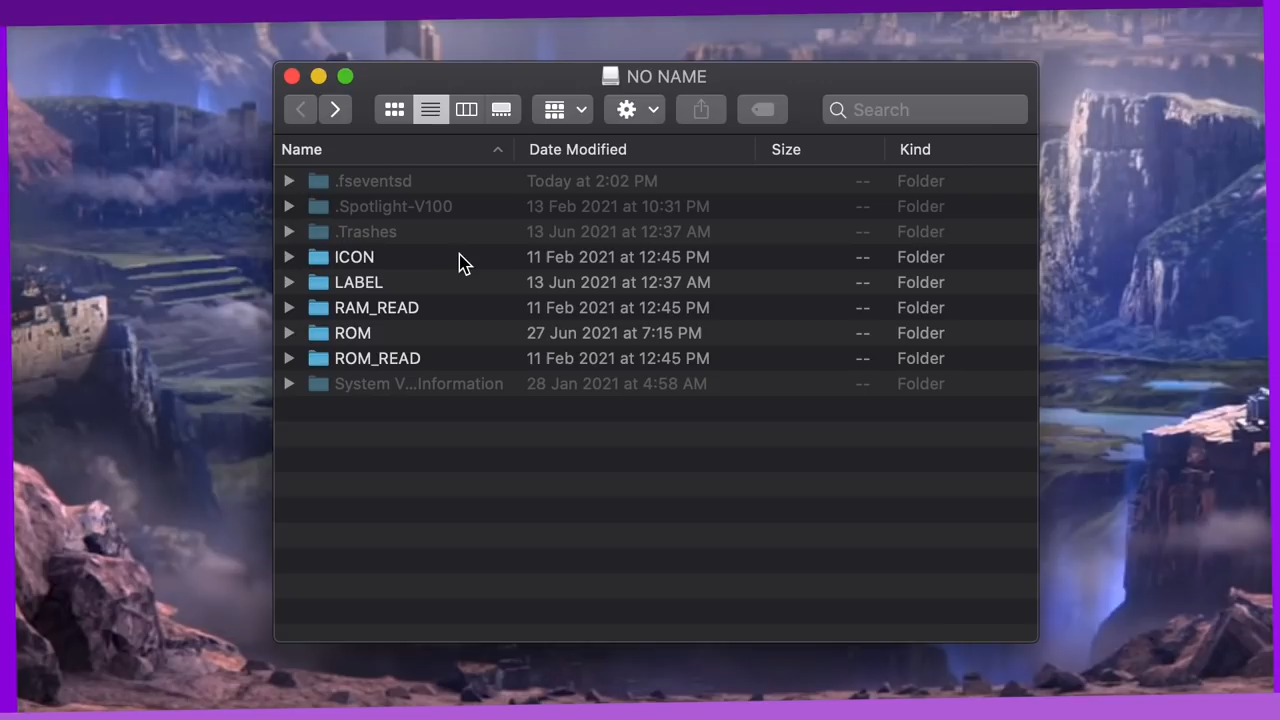 NO NAME
Search
Name Date Modified Size Kind
.fseventsd Today at 2:02 PM -- Folder
.Spotlight-V100 13 Feb 2021 at 10:31 PM -- Folder
.Trashes 13 Jun 2021 at 12:37 AM -- Folder
ICON 11 Feb 2021 at 12:45 PM -- Folder
LABEL 13 Jun 2021 at 12:37 AM -- Folder
RAM_READ 11 Feb 2021 at 12:45 PM -- Folder
ROM 27 Jun 2021 at 7:15 PM -- Folder
ROM_READ 11 Feb 2021 at 12:45 PM -- Folder
System V...Information 28 Jan 2021 at 4:58 AM -- Folder